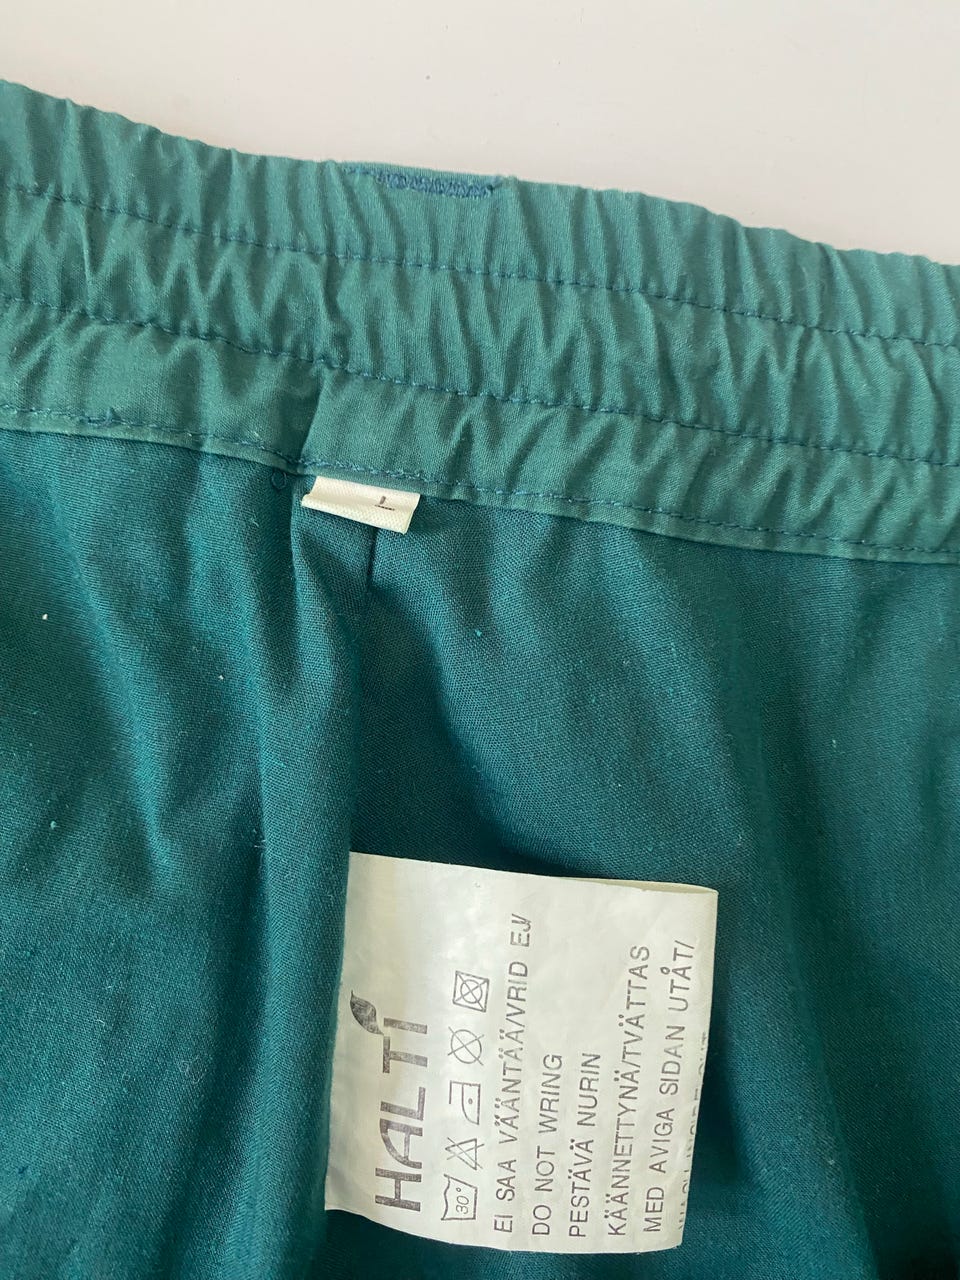 L
HALTI
30°
EI SAA VÄÄNTÄÄ/VRID EJ/
DO NOT WRING
PESTÄVÄ NURIN
KÄÄNNETTYNÄ/TVÄTTAS
MED AVIGA SIDAN UTÅT/